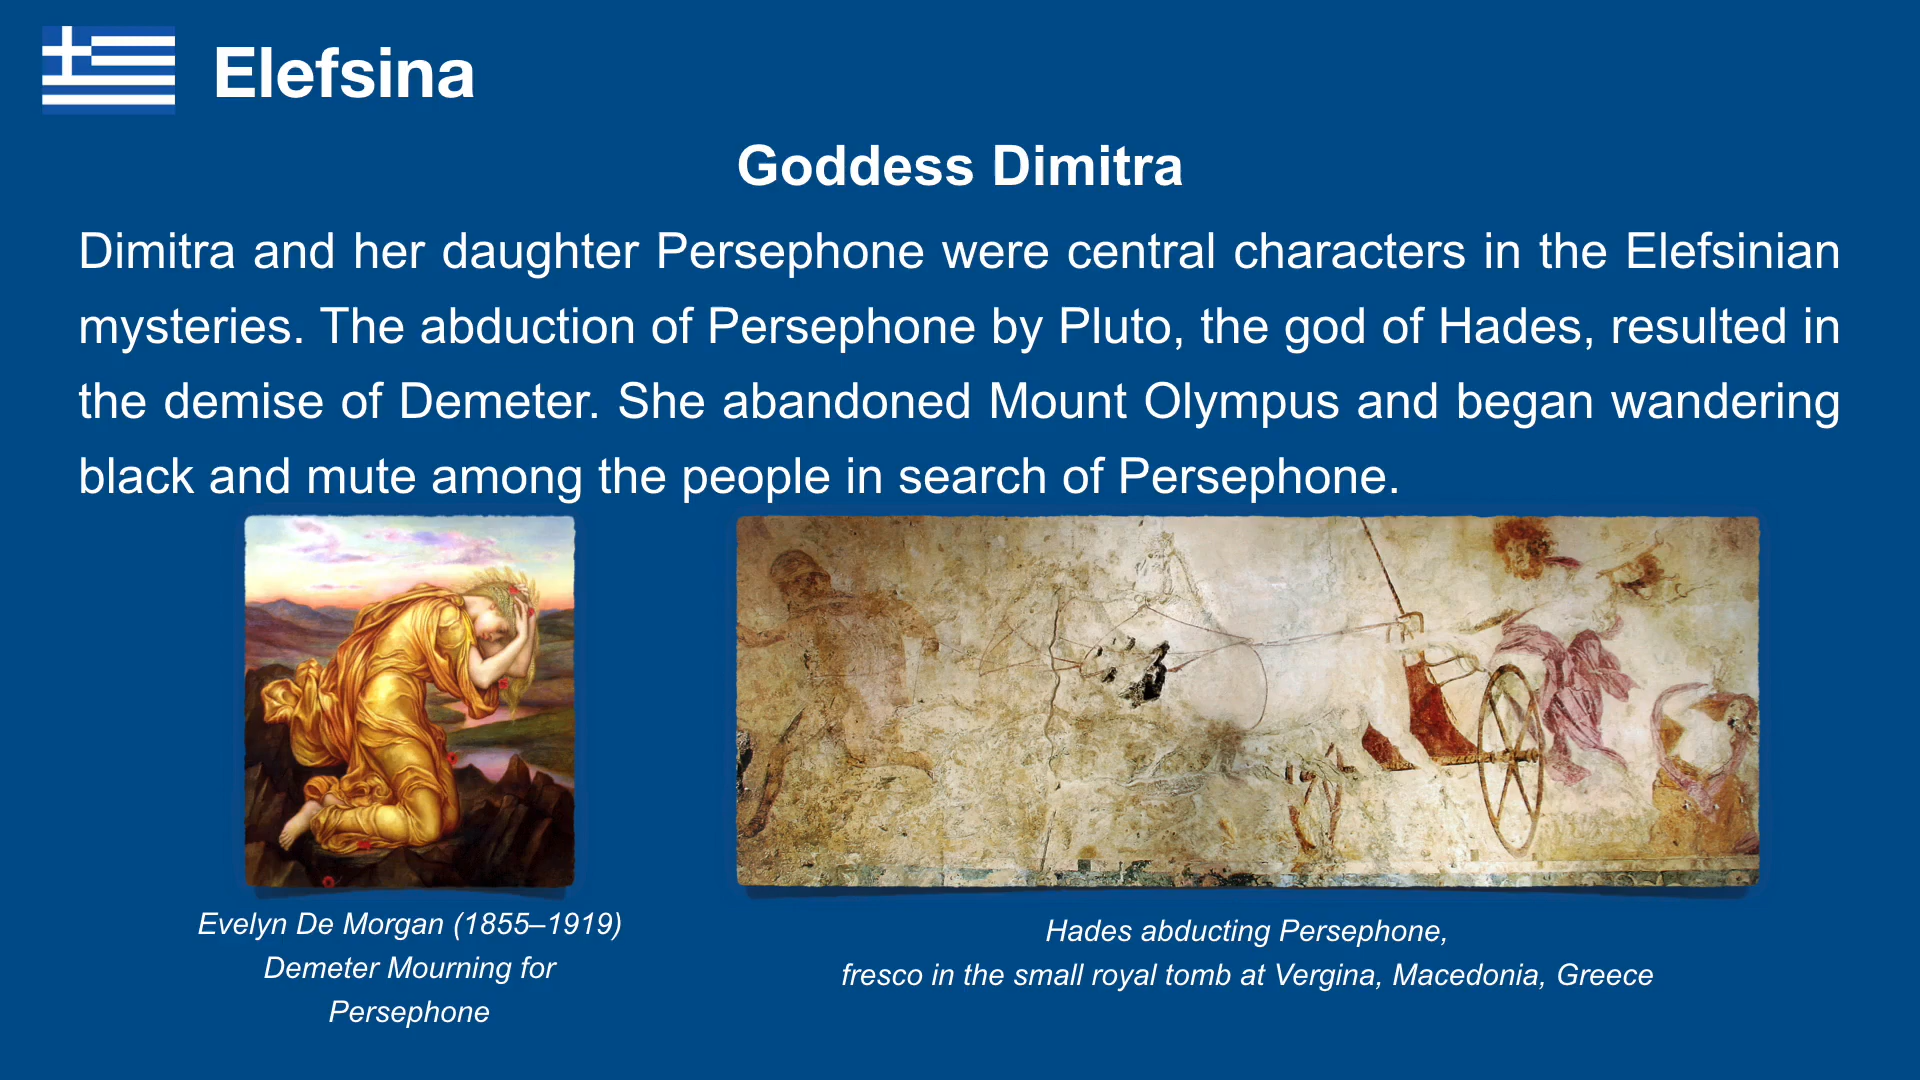 Elefsina
Goddess Dimitra
Dimitra and her daughter Persephone were central characters in the Elefsinian
mysteries. The abduction of Persephone by Pluto, the god of Hades, resulted in
the demise of Demeter. She abandoned Mount Olympus and began wandering
black and mute among the people in search of Persephone.
Evelyn De Morgan (1855–1919)
Demeter Mourning for
Persephone
Hades abducting Persephone,
fresco in the small royal tomb at Vergina, Macedonia, Greece